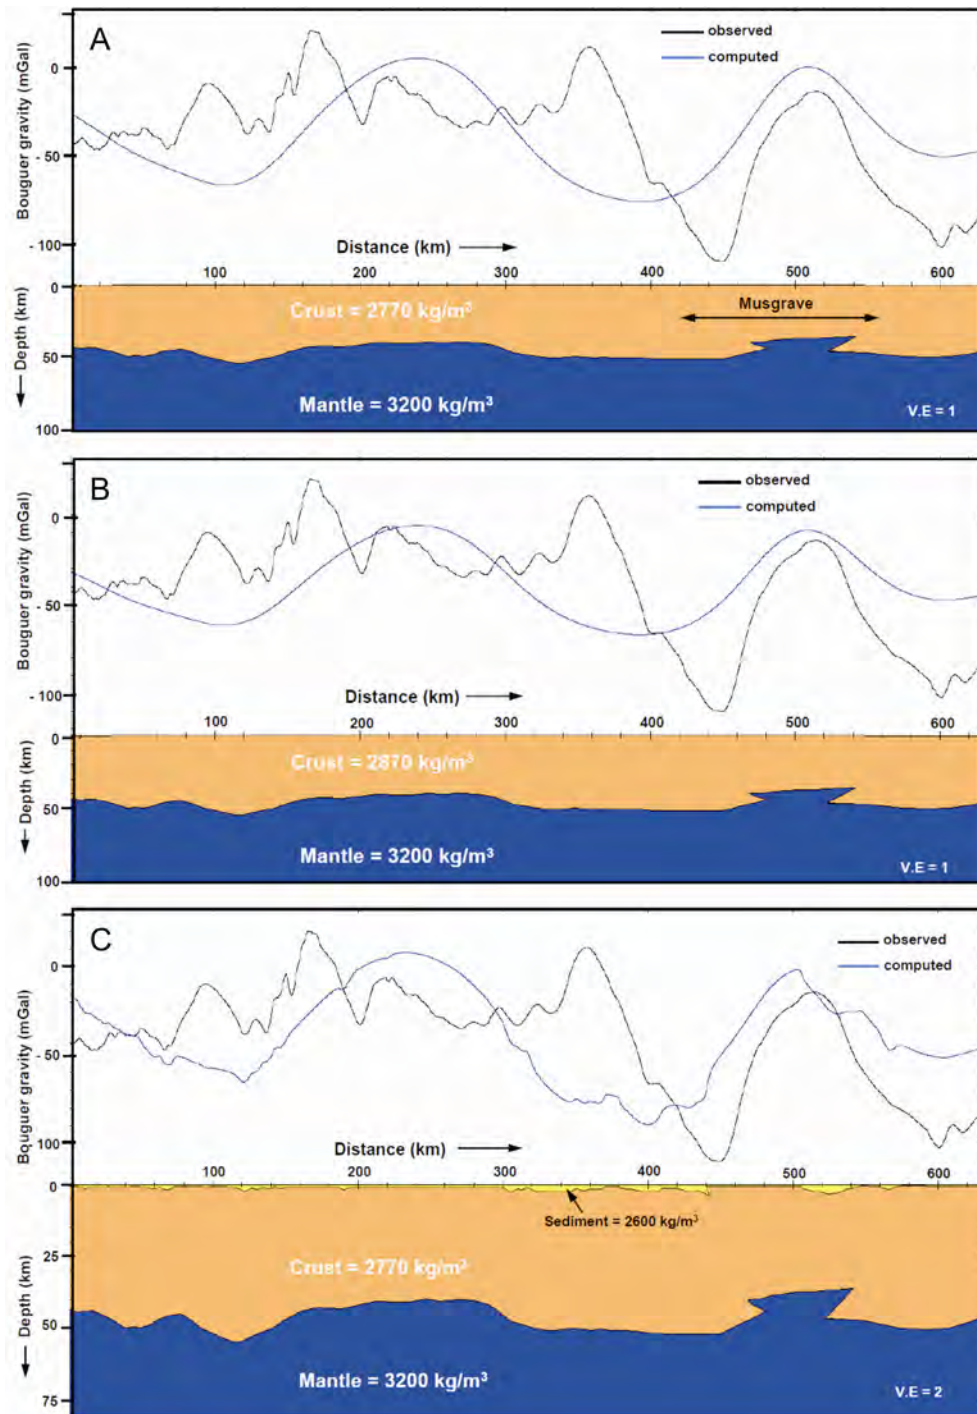 A
observed
computed
Bouguer gravity (mGal)
0
- 50
- 100
Distance (km)
100
200
300
400
500
600
0
Crust = 2770 kg/m³
Musgrave
Depth (km)
50
Mantle = 3200 kg/m³
V.E = 1
100
B
observed
computed
Bouguer gravity (mGal)
0
- 50
- 100
Distance (km)
100
200
300
400
500
600
0
Crust = 2870 kg/m³
Depth (km)
50
Mantle = 3200 kg/m³
V.E = 1
100
C
observed
computed
Bouguer gravity (mGal)
0
- 50
100
Distance (km)
100
200
300
400
500
600
0
Sediment = 2600 kg/m³
25
Crust = 2770 kg/m³
Depth (km)
50
Mantle = 3200 kg/m³
V.E = 2
75